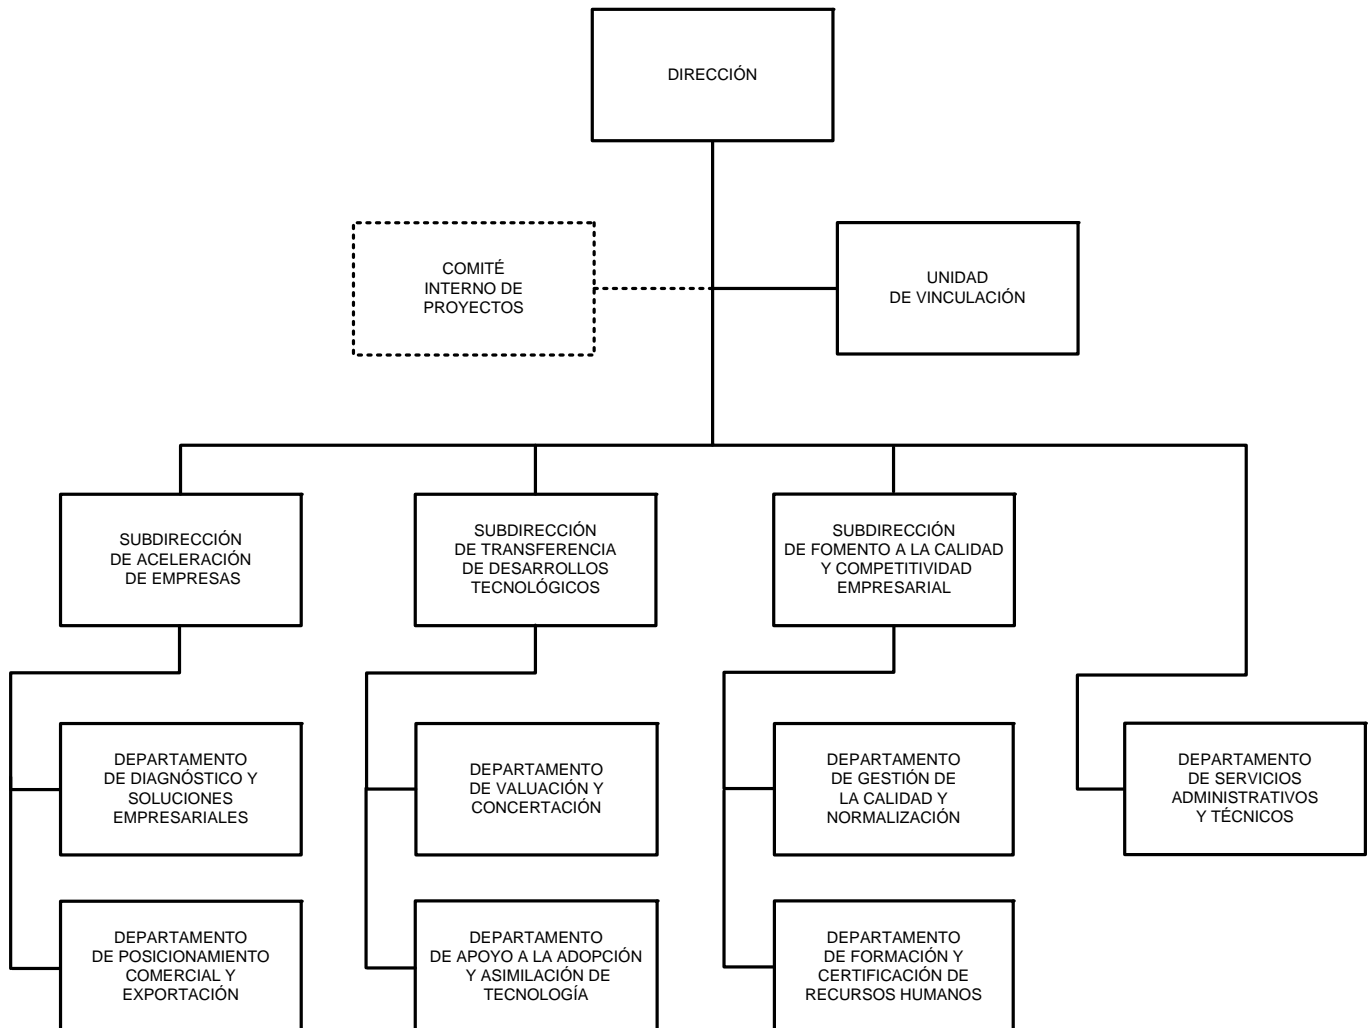 DIRECCIÓN
COMITÉ
INTERNO DE
PROYECTOS
UNIDAD
DE VINCULACIÓN
SUBDIRECCIÓN
DE ACELERACIÓN
DE EMPRESAS
SUBDIRECCIÓN
DE TRANSFERENCIA
DE DESARROLLOS
TECNOLÓGICOS
SUBDIRECCIÓN
DE FOMENTO A LA CALIDAD
Y COMPETITIVIDAD
EMPRESARIAL
DEPARTAMENTO
DE DIAGNÓSTICO Y
SOLUCIONES
EMPRESARIALES
DEPARTAMENTO
DE VALUACIÓN Y
CONCERTACIÓN
DEPARTAMENTO
DE GESTIÓN DE
LA CALIDAD Y
NORMALIZACIÓN
DEPARTAMENTO
DE SERVICIOS
ADMINISTRATIVOS
Y TÉCNICOS
DEPARTAMENTO
DE POSICIONAMIENTO
COMERCIAL Y
EXPORTACIÓN
DEPARTAMENTO
DE APOYO A LA ADOPCIÓN
Y ASIMILACIÓN DE
TECNOLOGÍA
DEPARTAMENTO
DE FORMACIÓN Y
CERTIFICACIÓN DE
RECURSOS HUMANOS